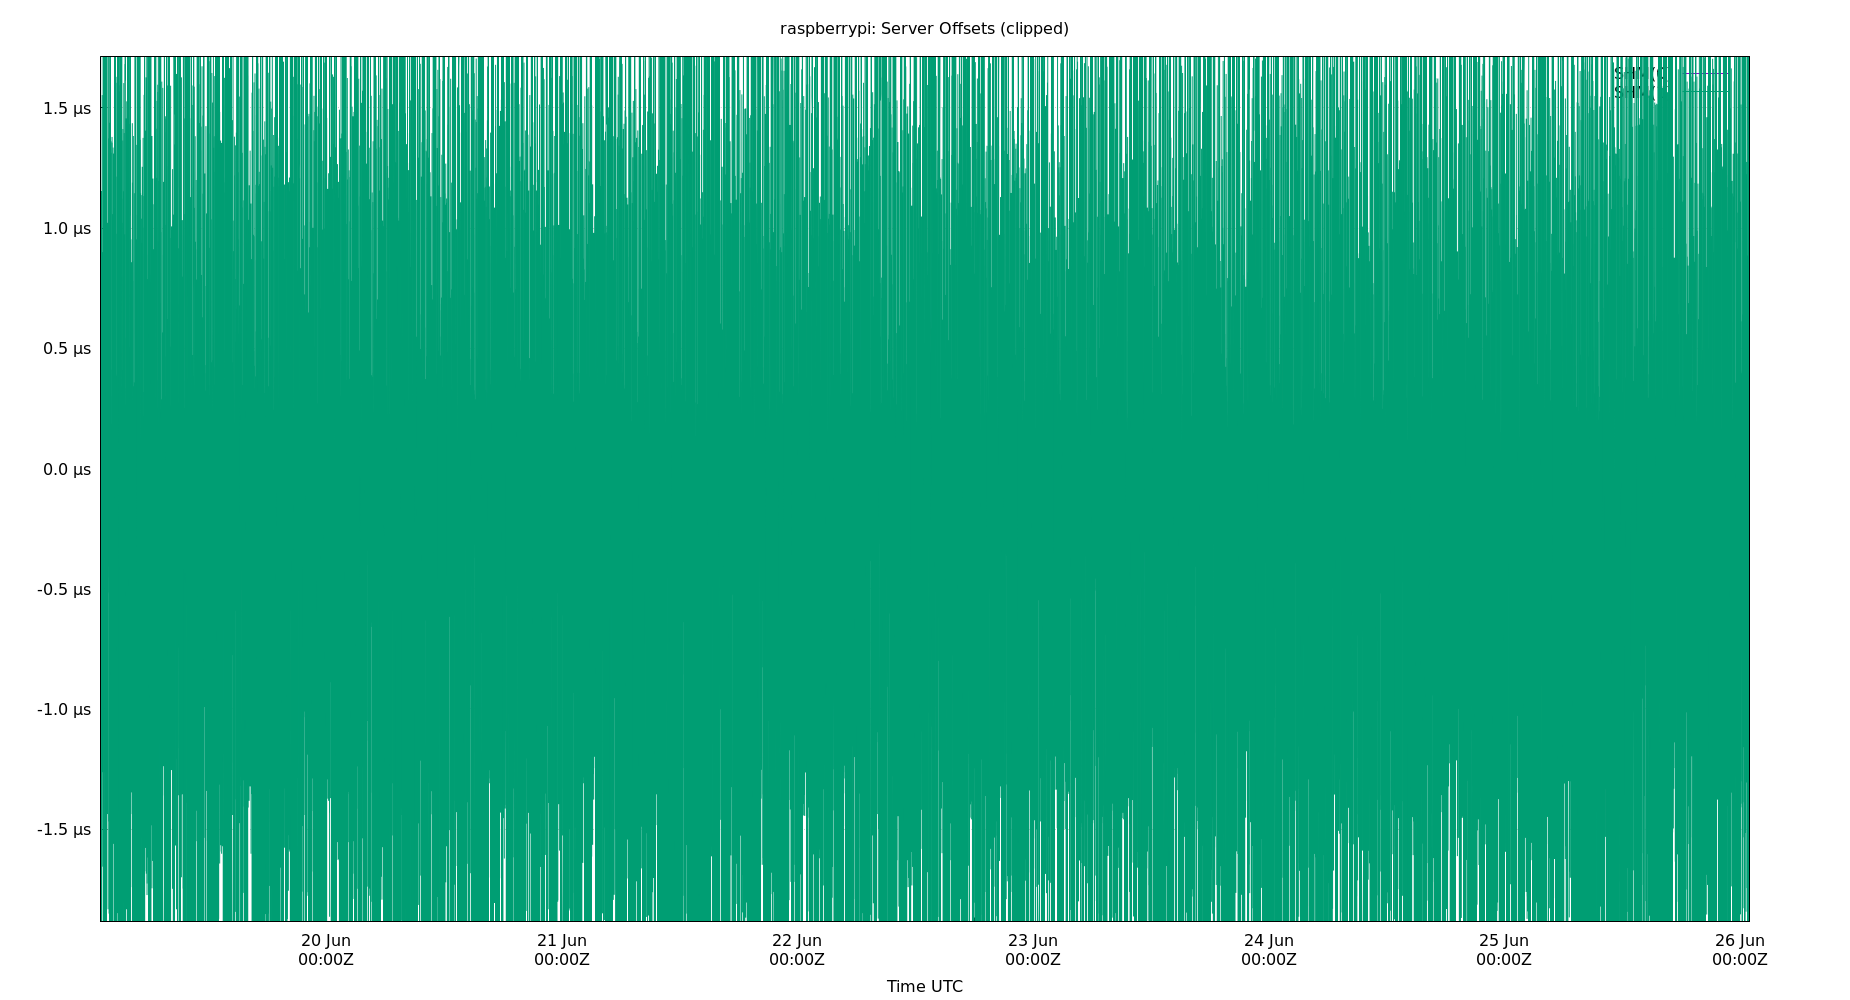 raspberrypi: Server Offsets (clipped)
1.5 µs
1.0 µs
0.5 µs
0.0 µs
-0.5 µs
-1.0 µs
-1.5 µs
20 Jun
00:00Z
21 Jun
00:00Z
22 Jun
00:00Z
23 Jun
00:00Z
24 Jun
00:00Z
25 Jun
00:00Z
26 Jun
00:00Z
Time UTC